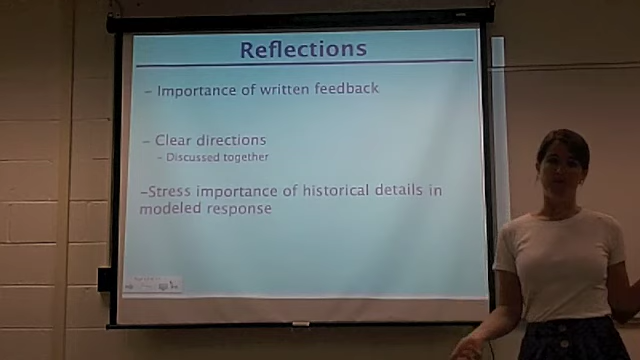 Reflections
- Importance of written feedback
- Clear directions
- Discussed together
-Stress importance of historical details in
modeled response